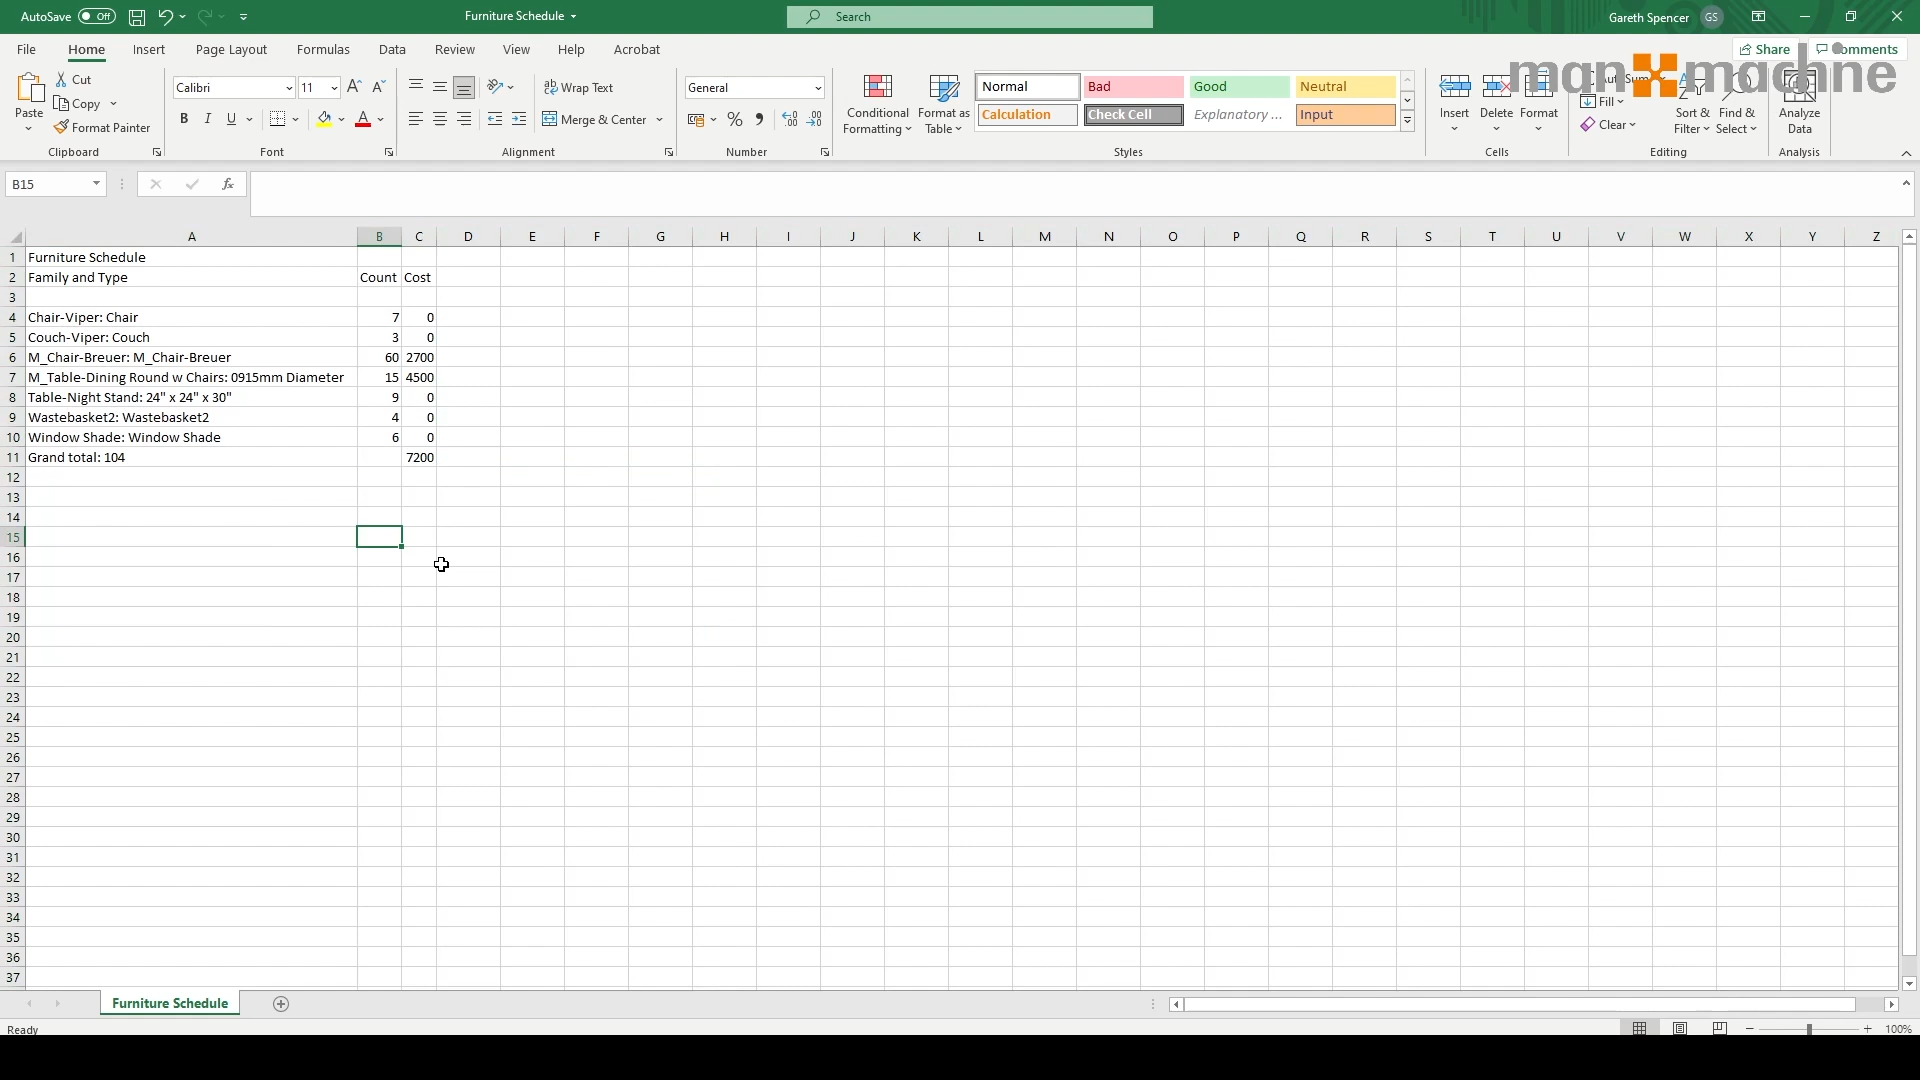 AutoSave Off Furniture Schedule Search Gareth Spencer GS
File Home Insert Page Layout Formulas Data Review View Help Acrobat Share Comments
Cut
Copy
Format Painter
Paste
Clipboard
Calibri 11
B I U
Font
Wrap Text
Merge & Center
Alignment
General
Number
Conditional Formatting
Format as Table
Normal Bad Good Neutral
Calculation Check Cell Explanatory ... Input
Styles
Insert Delete Format
Cells
AutoSum
Fill
Clear
Sort & Filter
Find & Select
Editing
Analyze Data
Analysis
man machine
B15 fx
A B C D E F G H I J K L M N O P Q R S T U V W X Y Z
1 Furniture Schedule
2 Family and Type Count Cost
3
4 Chair-Viper: Chair 7 0
5 Couch-Viper: Couch 3 0
6 M_Chair-Breuer: M_Chair-Breuer 60 2700
7 M_Table-Dining Round w Chairs: 0915mm Diameter 15 4500
8 Table-Night Stand: 24" x 24" x 30" 9 0
9 Wastebasket2: Wastebasket2 4 0
10 Window Shade: Window Shade 6 0
11 Grand total: 104 7200
12
13
14
15
16
17
18
19
20
21
22
23
24
25
26
27
28
29
30
31
32
33
34
35
36
37
Furniture Schedule
Ready 100%